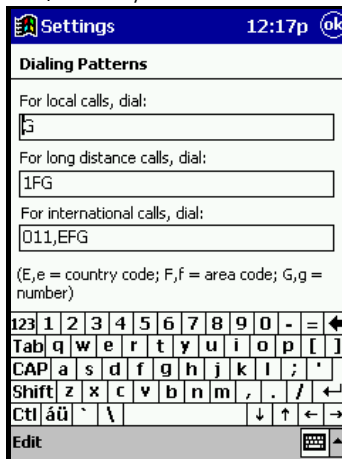 Settings 12:17p ok
Dialing Patterns
For local calls, dial:
G
For long distance calls, dial:
1FG
For international calls, dial:
011,EFG
(E,e = country code; F,f = area code; G,g =
number)
123 1 2 3 4 5 6 7 8 9 0 - =
Tab q w e r t y u i o p [ ]
CAP a s d f g h j k l ; '
Shift z x c v b n m , . /
Ctl áü ` \ ↓ ↑ ← →
Edit